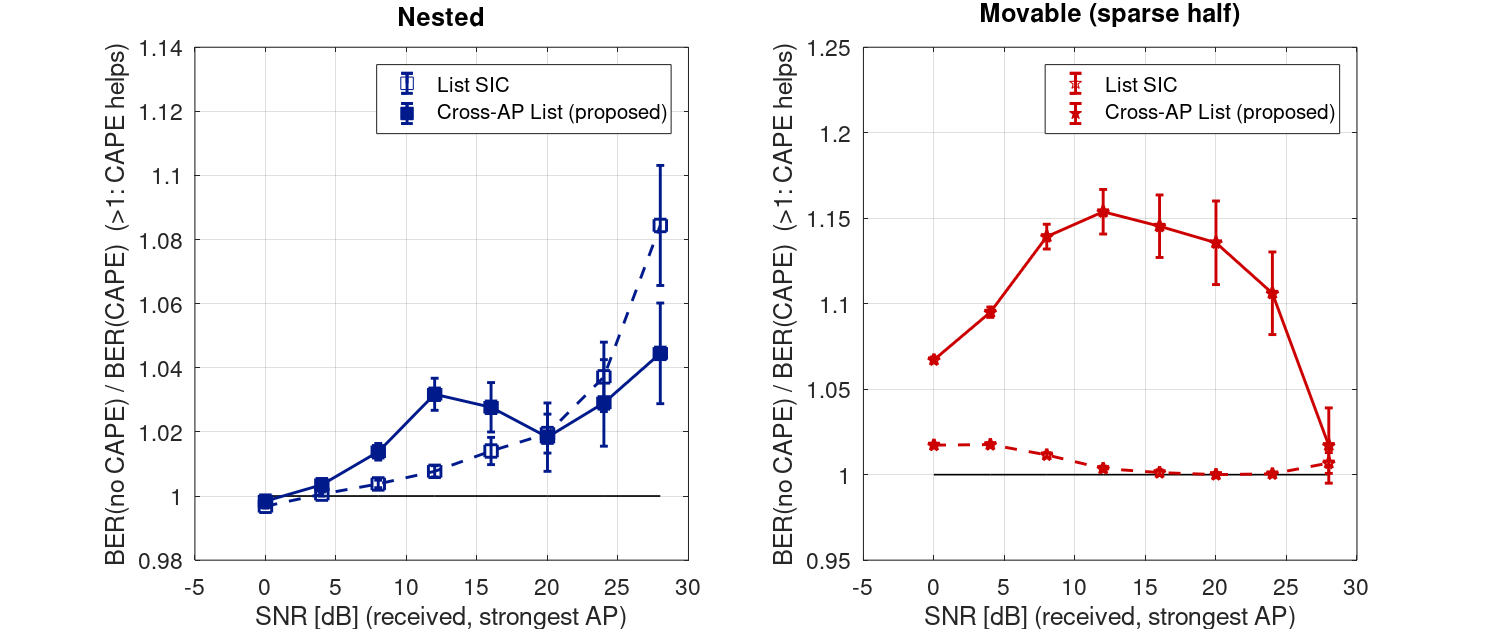 Nested
BER(no CAPE) / BER(CAPE) (>1: CAPE helps)
1.14
1.12
1.1
1.08
1.06
1.04
1.02
1
0.98
List SIC
Cross-AP List (proposed)
-5 0 5 10 15 20 25 30
SNR [dB] (received, strongest AP)
Movable (sparse half)
BER(no CAPE) / BER(CAPE) (>1: CAPE helps)
1.25
1.2
1.15
1.1
1.05
1
0.95
List SIC
Cross-AP List (proposed)
-5 0 5 10 15 20 25 30
SNR [dB] (received, strongest AP)